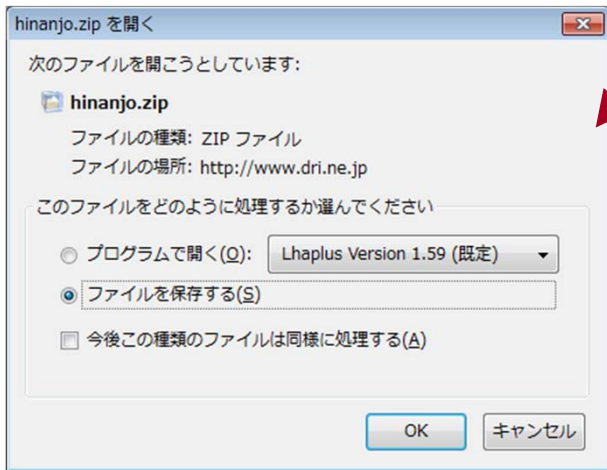 hinanjo.zip を開く
次のファイルを開こうとしています:
hinanjo.zip
ファイルの種類: ZIP ファイル
ファイルの場所: http://www.dri.ne.jp
このファイルをどのように処理するか選んでください
プログラムで開く(O): Lhaplus Version 1.59 (既定)
ファイルを保存する(S)
今後この種類のファイルは同様に処理する(A)
OK キャンセル